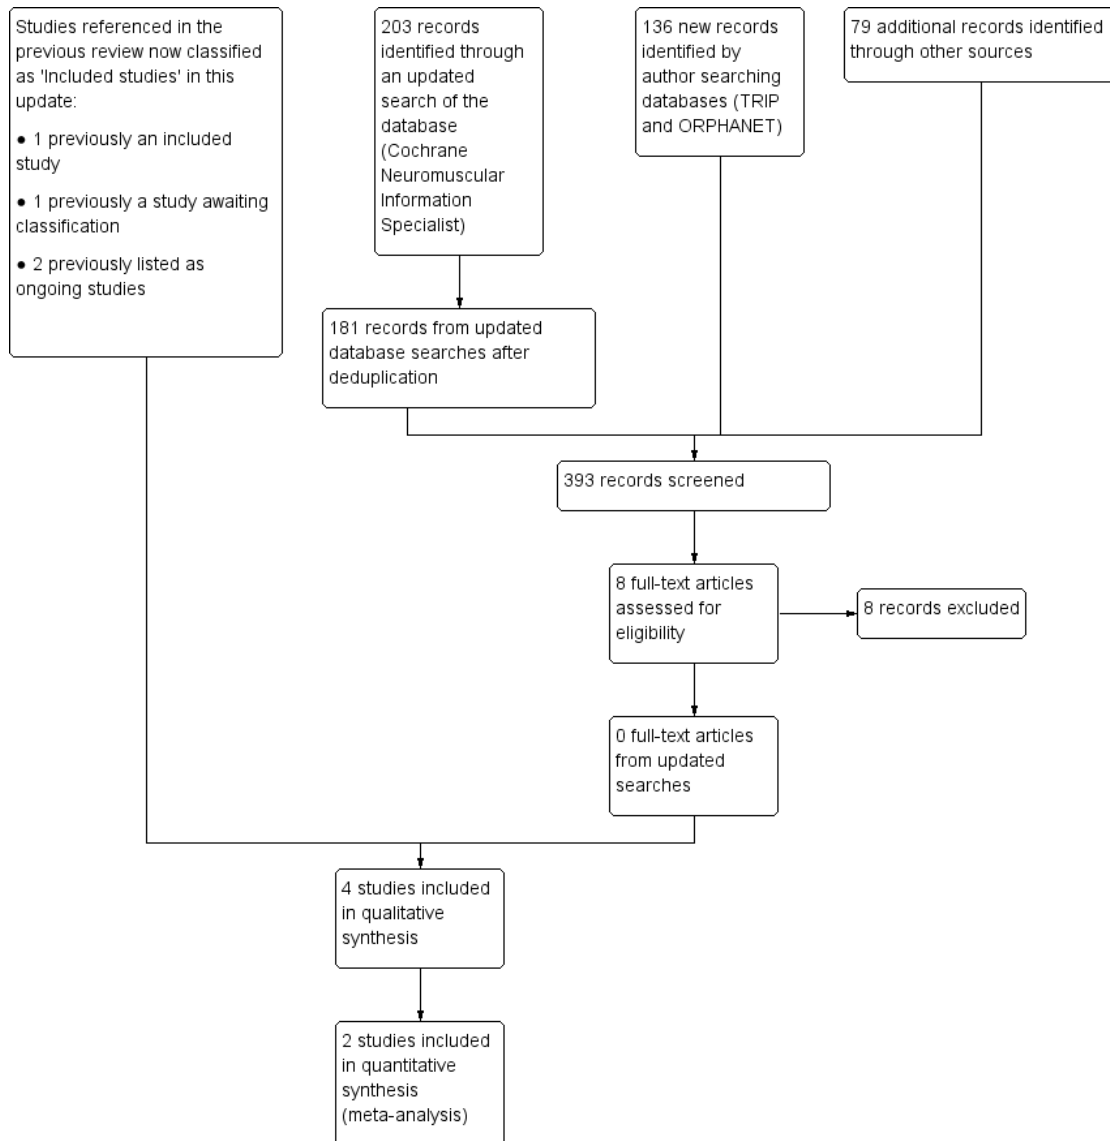 Studies referenced in the
previous review now classified
as 'Included studies' in this
update:
● 1 previously an included
study
● 1 previously a study awaiting
classification
● 2 previously listed as
ongoing studies
203 records
identified through
an updated
search of the
database
(Cochrane
Neuromuscular
Information
Specialist)
136 new records
identified by
author searching
databases (TRIP
and ORPHANET)
79 additional records identified
through other sources
181 records from updated
database searches after
deduplication
393 records screened
8 full-text articles
assessed for
eligibility
8 records excluded
0 full-text articles
from updated
searches
4 studies included
in qualitative
synthesis
2 studies included
in quantitative
synthesis
(meta-analysis)